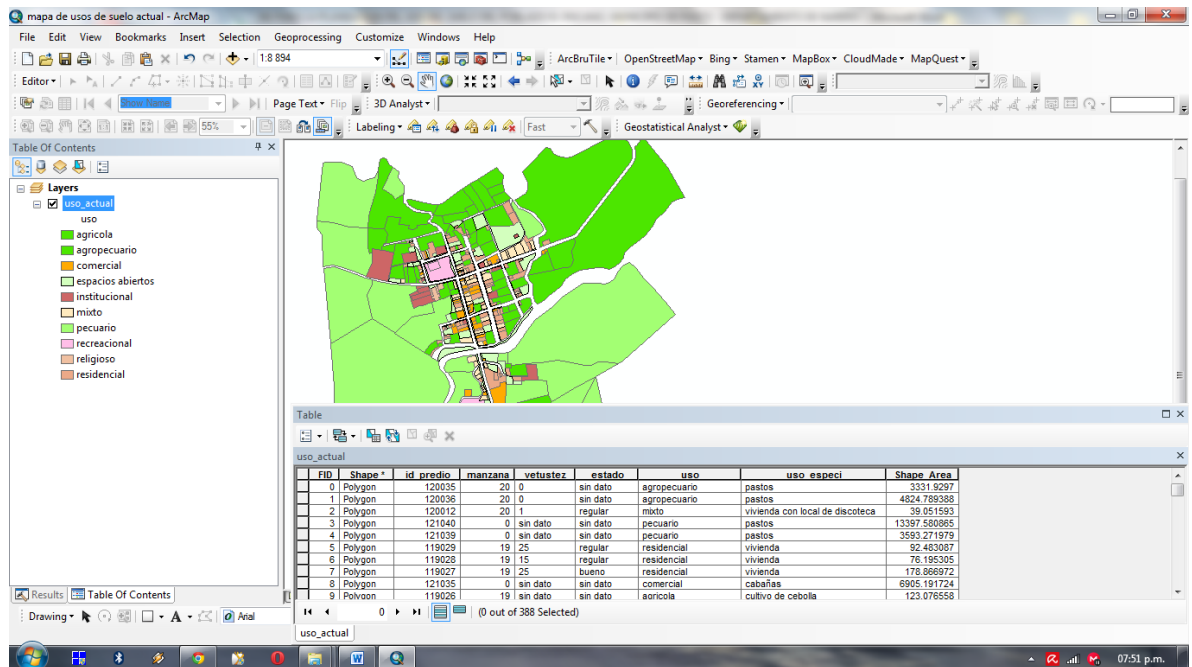 mapa de usos de suelo actual - ArcMap
File Edit View Bookmarks Insert Selection Geoprocessing Customize Windows Help
1:8 894
ArcBruTile OpenStreetMap Bing Stamen MapBox CloudMade MapQuest
Editor
Show Name
Page Text Flip
3D Analyst
Georeferencing
55%
Labeling
Fast
Geostatistical Analyst
Table Of Contents
Layers
uso_actual
uso
agricola
agropecuario
comercial
espacios abiertos
institucional
mixto
pecuario
recreacional
religioso
residencial
Table
uso_actual
FID Shape * id_predio manzana vetustez estado uso uso_especi Shape_Area
0 Polygon 120035 20 0 sin dato agropecuario pastos 3331.9297
1 Polygon 120036 20 0 sin dato agropecuario pastos 4824.789388
2 Polygon 120012 20 1 regular mixto vivienda con local de discoteca 39.051593
3 Polygon 121040 0 sin dato sin dato pecuario pastos 13397.580865
4 Polygon 121039 0 sin dato sin dato pecuario pastos 3593.271979
5 Polygon 119029 19 25 regular residencial vivienda 92.483087
6 Polygon 119028 19 15 regular residencial vivienda 76.195305
7 Polygon 119027 19 25 bueno residencial vivienda 178.866972
8 Polygon 121035 0 sin dato sin dato comercial cabañas 6905.191724
9 Polygon 119026 19 sin dato sin dato agricola cultivo de cebolla 123.076558
0
(0 out of 388 Selected)
uso_actual
Results Table Of Contents
Drawing
A
Arial
07:51 p.m.